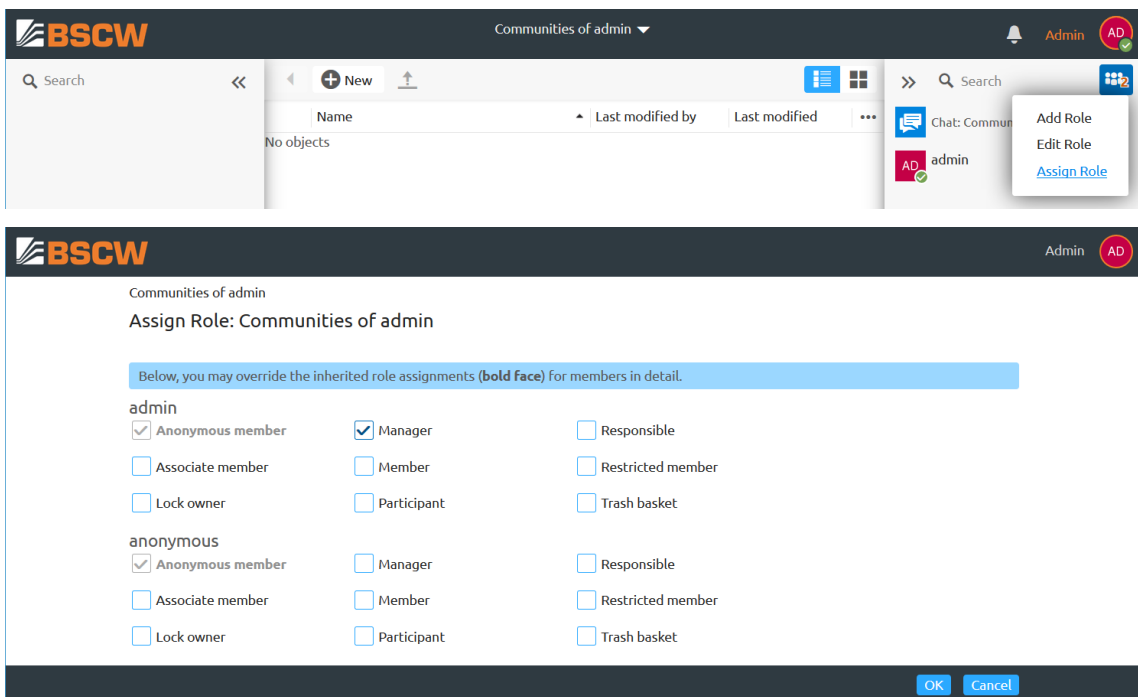 BSCW
Communities of admin
Admin
AD
Search
New
Search
2
Name
Last modified by
Last modified
No objects
Chat: Commun
AD
admin
Add Role
Edit Role
Assign Role
BSCW
Admin
AD
Communities of admin
Assign Role: Communities of admin
Below, you may override the inherited role assignments (bold face) for members in detail.
admin
Anonymous member
Manager
Responsible
Associate member
Member
Restricted member
Lock owner
Participant
Trash basket
anonymous
Anonymous member
Manager
Responsible
Associate member
Member
Restricted member
Lock owner
Participant
Trash basket
OK
Cancel